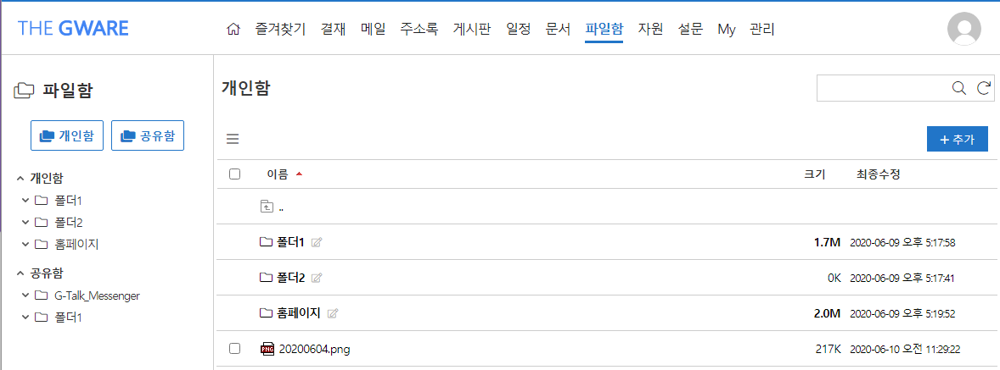 THE GWARE
즐겨찾기 결재 메일 주소록 게시판 일정 문서 파일함 자원 설문 My 관리
파일함
개인함 공유함
개인함
폴더1
폴더2
홈페이지
공유함
G-Talk_Messenger
폴더1
개인함
+ 추가
이름 크기 최종수정
..
폴더1 1.7M 2020-06-09 오후 5:17:58
폴더2 0K 2020-06-09 오후 5:17:41
홈페이지 2.0M 2020-06-09 오후 5:19:52
PNG 20200604.png 217K 2020-06-10 오전 11:29:22